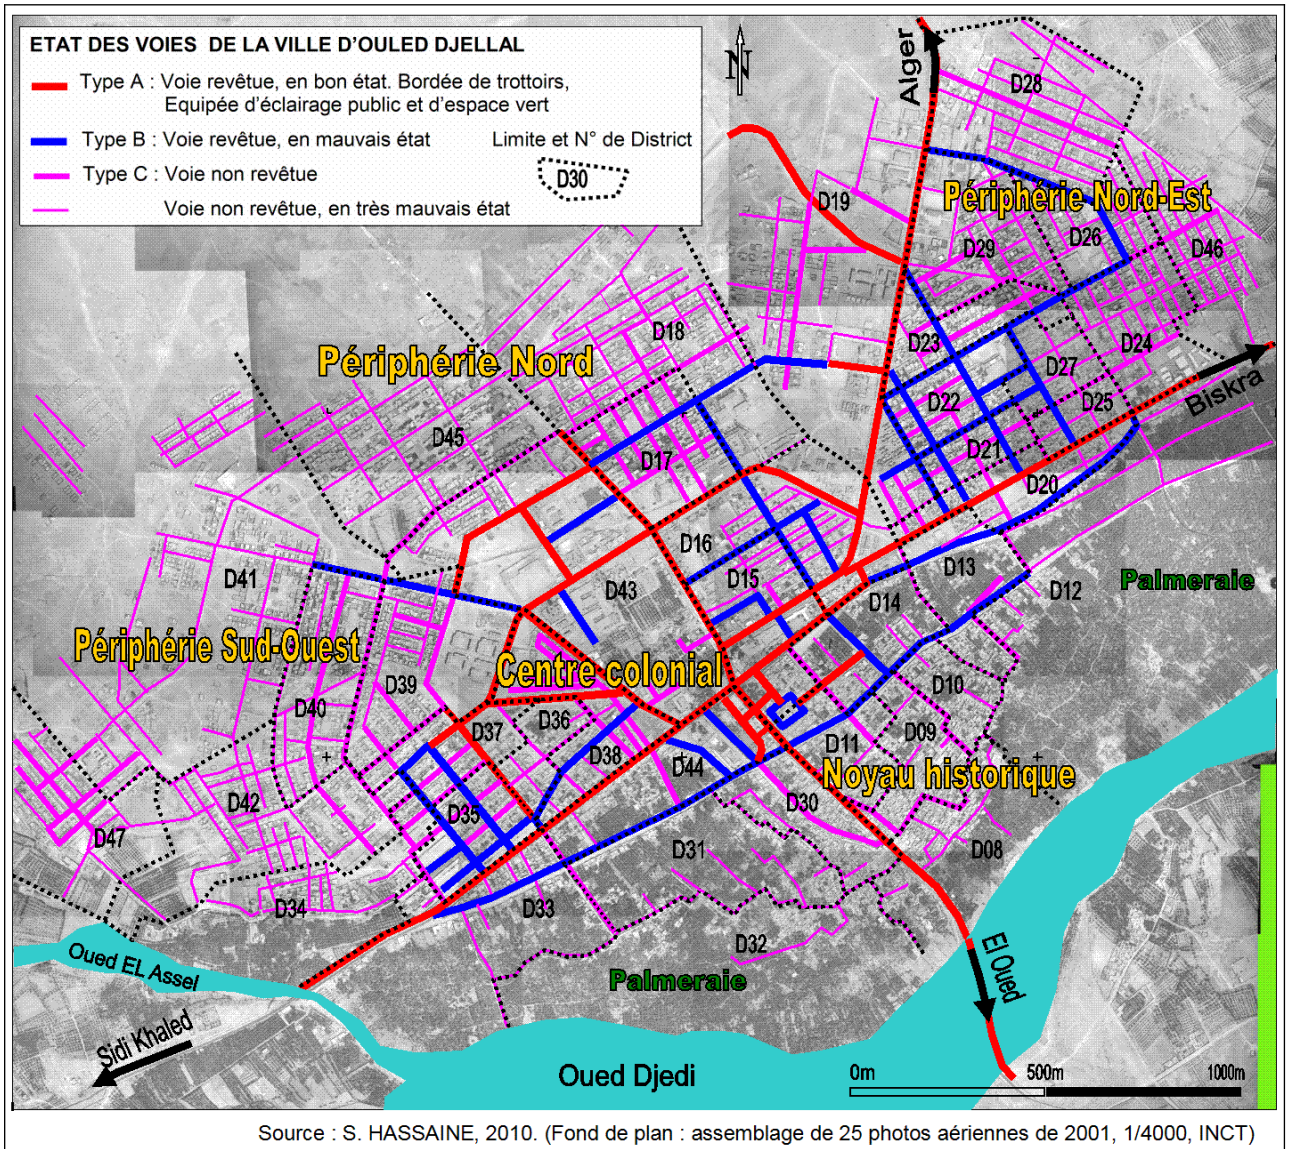 ETAT DES VOIES DE LA VILLE D'OULED DJELLAL
Type A : Voie revêtue, en bon état. Bordée de trottoirs,
Equipée d'éclairage public et d'espace vert
Type B : Voie revêtue, en mauvais état
Limite et N° de District
Type C : Voie non revêtue
D30
Voie non revêtue, en très mauvais état
N
Alger
D28
D19
Périphérie Nord-Est
D29
D26
D46
D18
Périphérie Nord
D23
D24
D27
Biskra
D22
D25
D45
D17
D21
D20
D16
D41
D15
D43
D13
D12
Palmeraie
D14
Périphérie Sud-Ouest
Centre colonial
D39
D10
D40
D37
D36
D09
D38
D11
D44
Noyau historique
D42
D35
D30
D47
D31
D08
D34
D33
D32
El Oued
Oued EL Assel
Palmeraie
Sidi Khaled
Oued Djedi
0m 500m 1000m
Source : S. HASSAINE, 2010. (Fond de plan : assemblage de 25 photos aériennes de 2001, 1/4000, INCT)